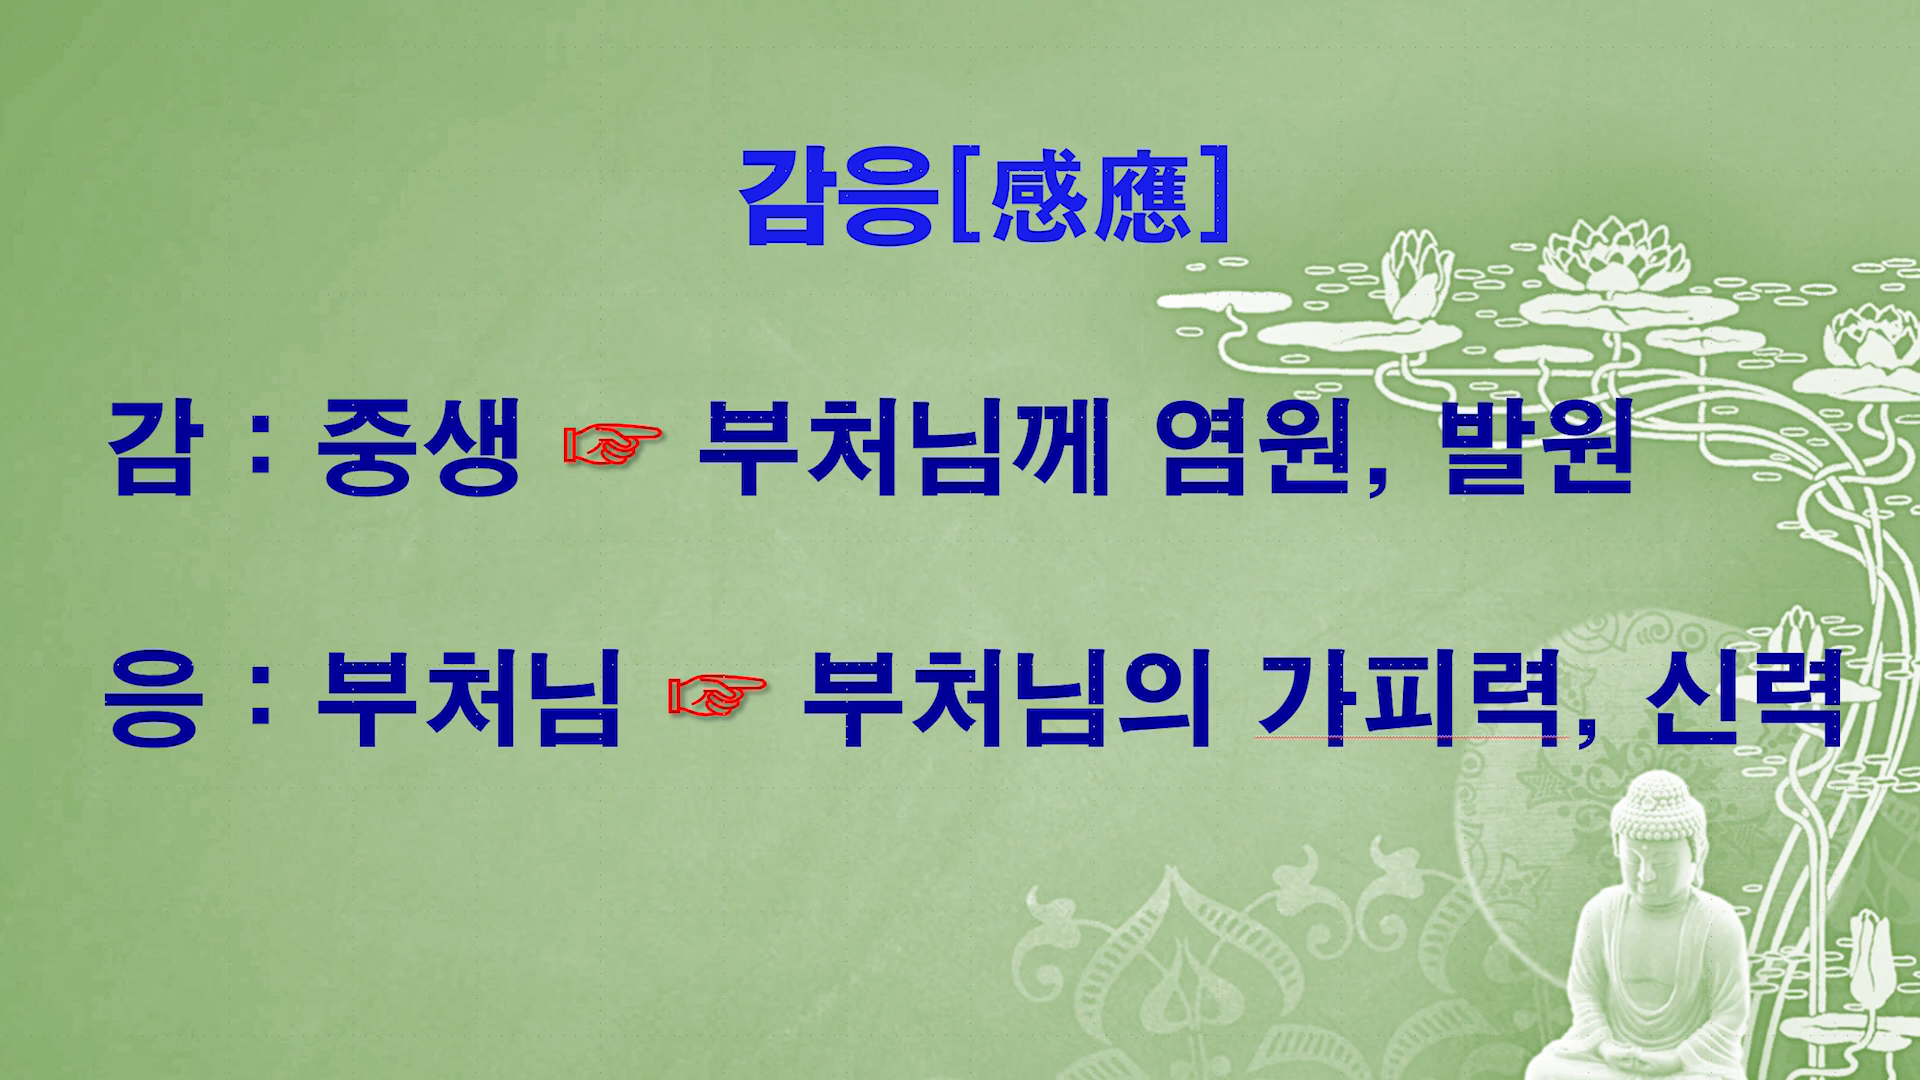 감응[感應]
감 : 중생 ☞ 부처님께 염원, 발원
응 : 부처님 ☞ 부처님의 가피력, 신력